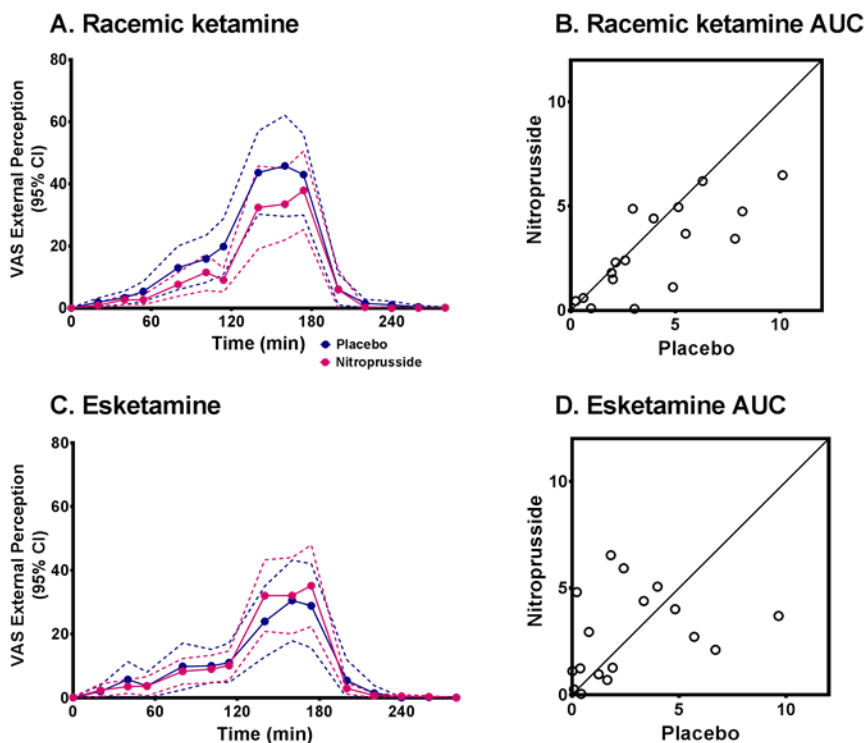 A. Racemic ketamine
80
60
40
20
0
VAS External Perception
(95% CI)
0 60 120 180 240
Time (min)
Placebo
Nitroprusside
B. Racemic ketamine AUC
10
5
0
Nitroprusside
0 5 10
Placebo
C. Esketamine
80
60
40
20
0
VAS External Perception
(95% CI)
0 60 120 180 240
Time (min)
D. Esketamine AUC
10
5
0
Nitroprusside
0 5 10
Placebo